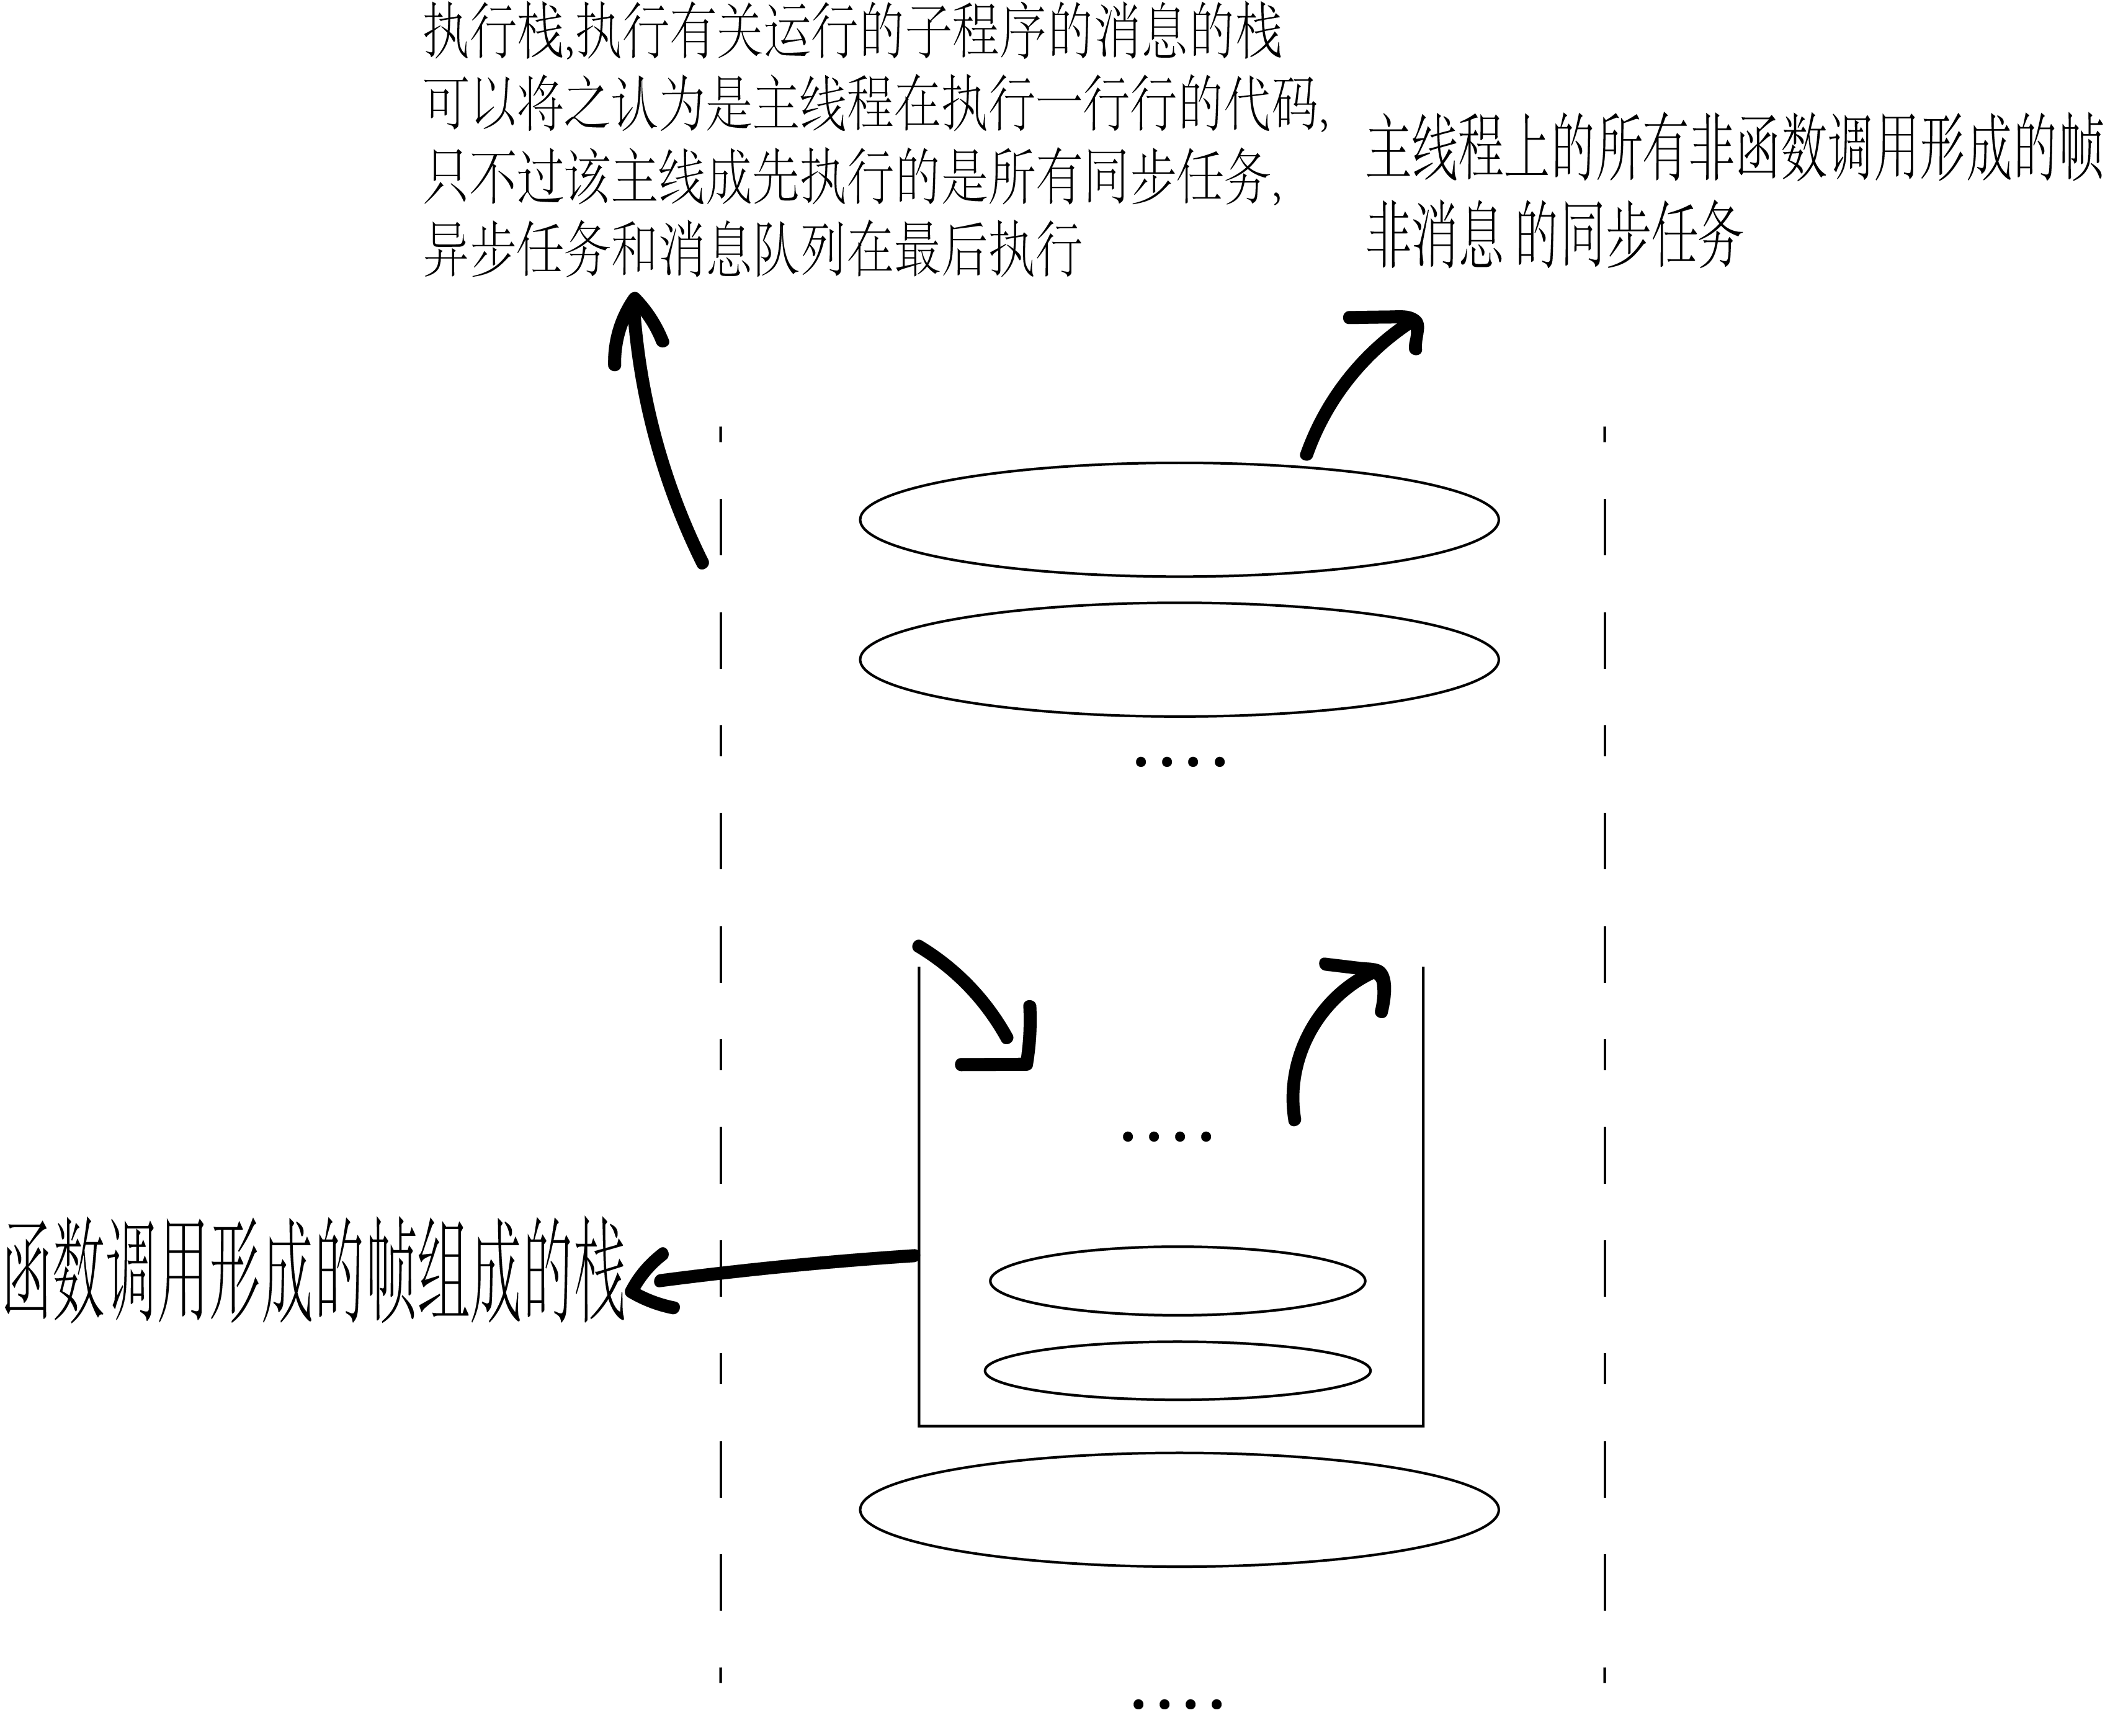 执行栈,执行有关运行的子程序的消息的栈
可以将之认为是主线程在执行一行行的代码,
只不过该主线成先执行的是所有同步任务,
异步任务和消息队列在最后执行
主线程上的所有非函数调用形成的帧
非消息的同步任务
函数调用形成的帧组成的栈